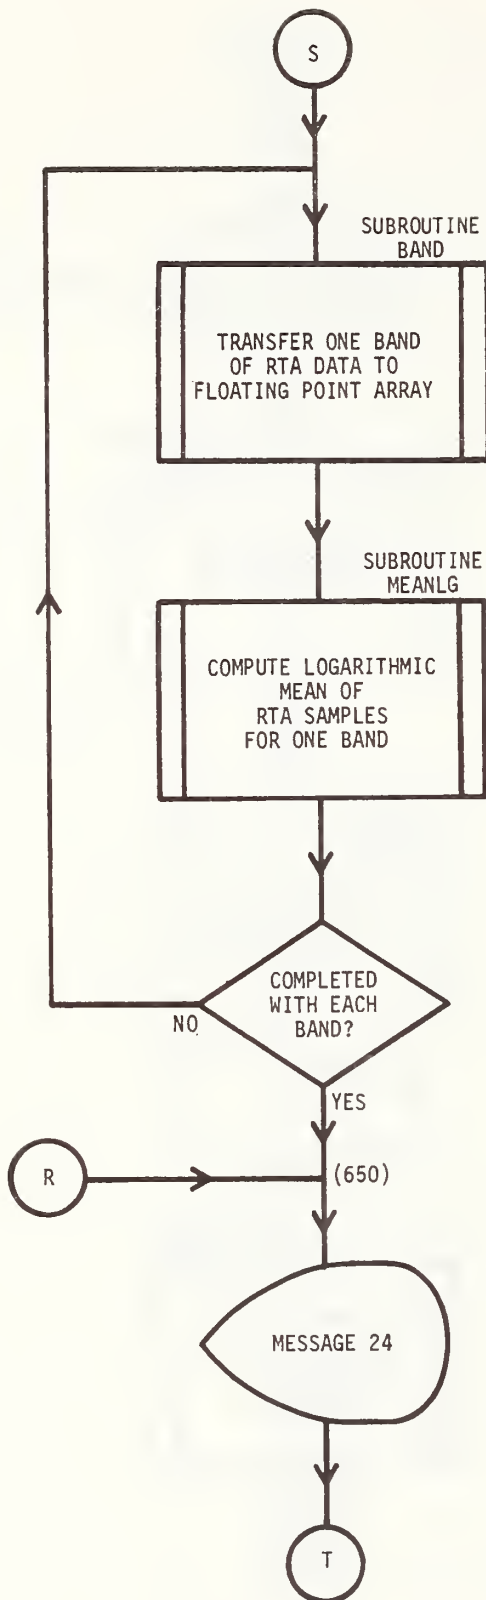 S
SUBROUTINE
BAND
TRANSFER ONE BAND
OF RTA DATA TO
FLOATING POINT ARRAY
SUBROUTINE
MEANLG
COMPUTE LOGARITHMIC
MEAN OF
RTA SAMPLES
FOR ONE BAND
COMPLETED
WITH EACH
BAND?
NO
YES
R
(650)
MESSAGE 24
T